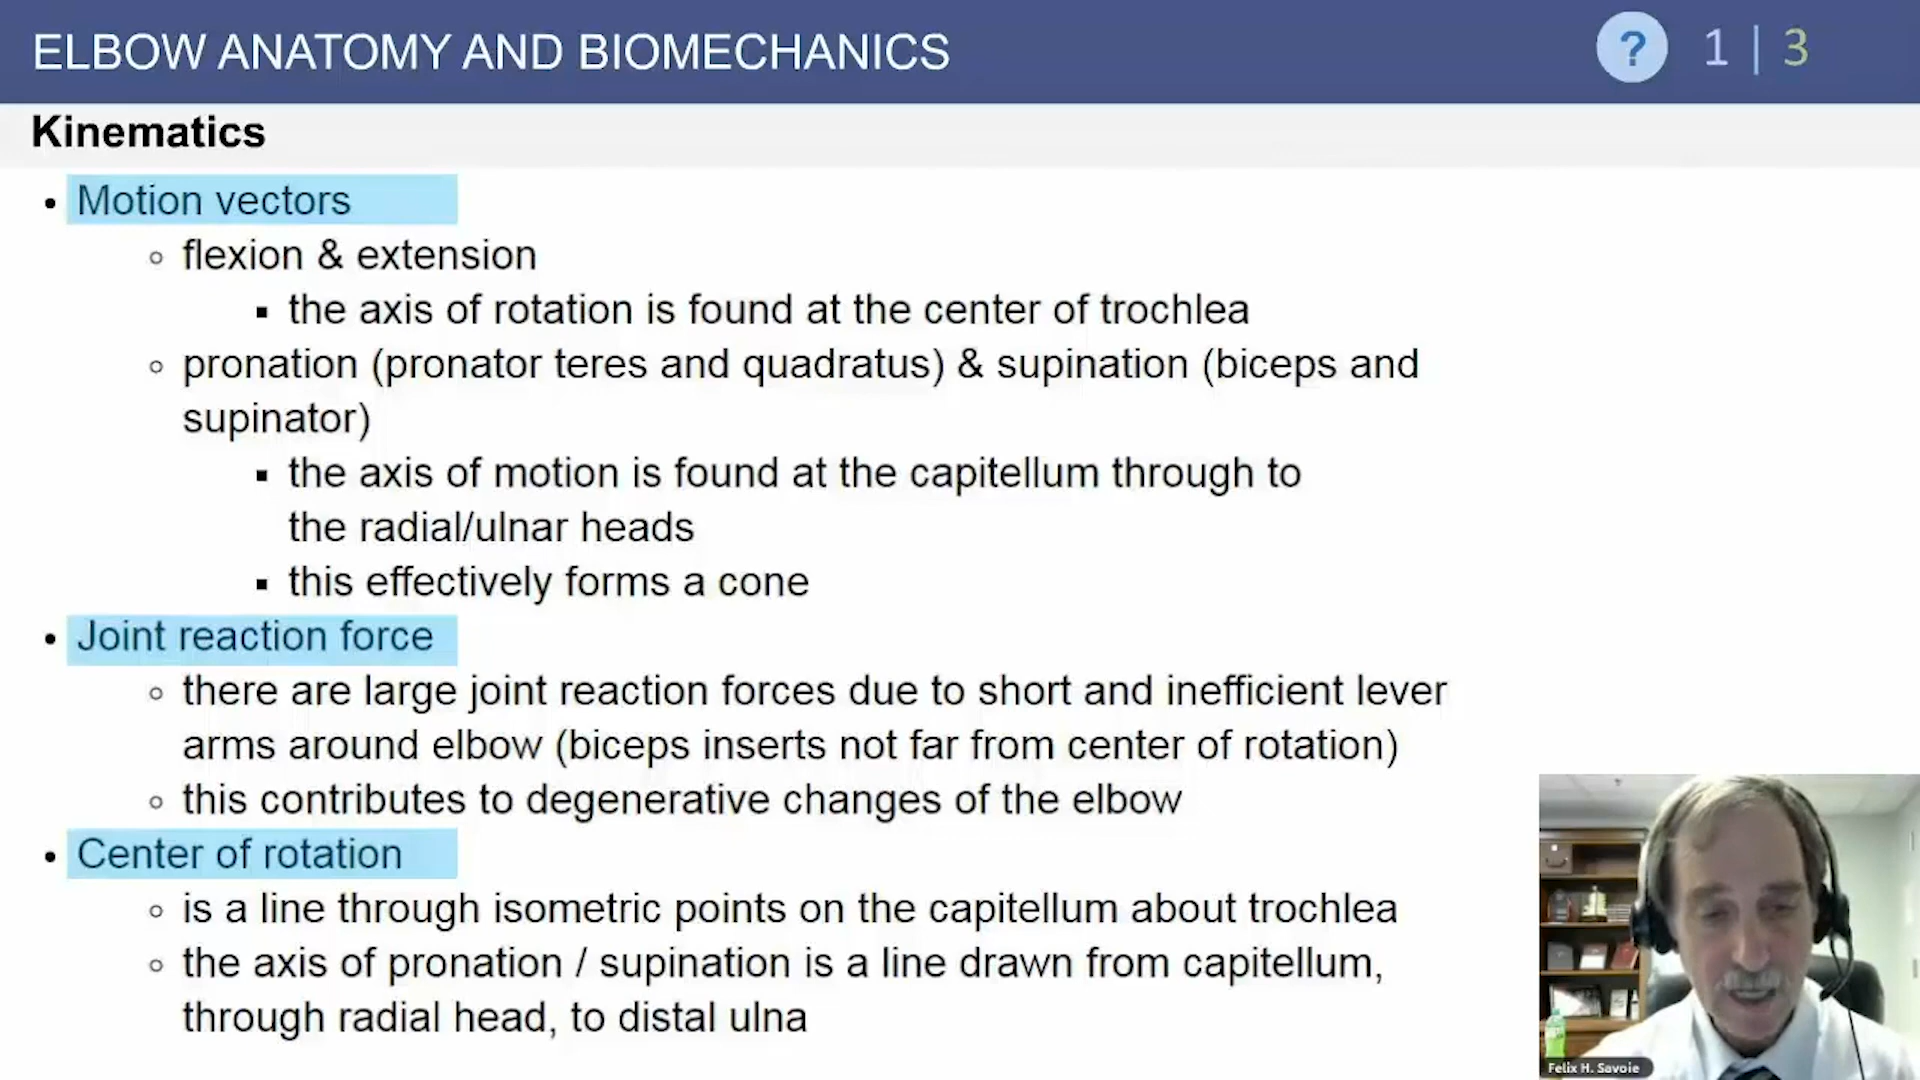 ELBOW ANATOMY AND BIOMECHANICS
? 1 | 3
Kinematics
• Motion vectors
◦ flexion & extension
▪ the axis of rotation is found at the center of trochlea
◦ pronation (pronator teres and quadratus) & supination (biceps and
supinator)
▪ the axis of motion is found at the capitellum through to
the radial/ulnar heads
▪ this effectively forms a cone
• Joint reaction force
◦ there are large joint reaction forces due to short and inefficient lever
arms around elbow (biceps inserts not far from center of rotation)
◦ this contributes to degenerative changes of the elbow
• Center of rotation
◦ is a line through isometric points on the capitellum about trochlea
◦ the axis of pronation / supination is a line drawn from capitellum,
through radial head, to distal ulna
Felix H. Savoie